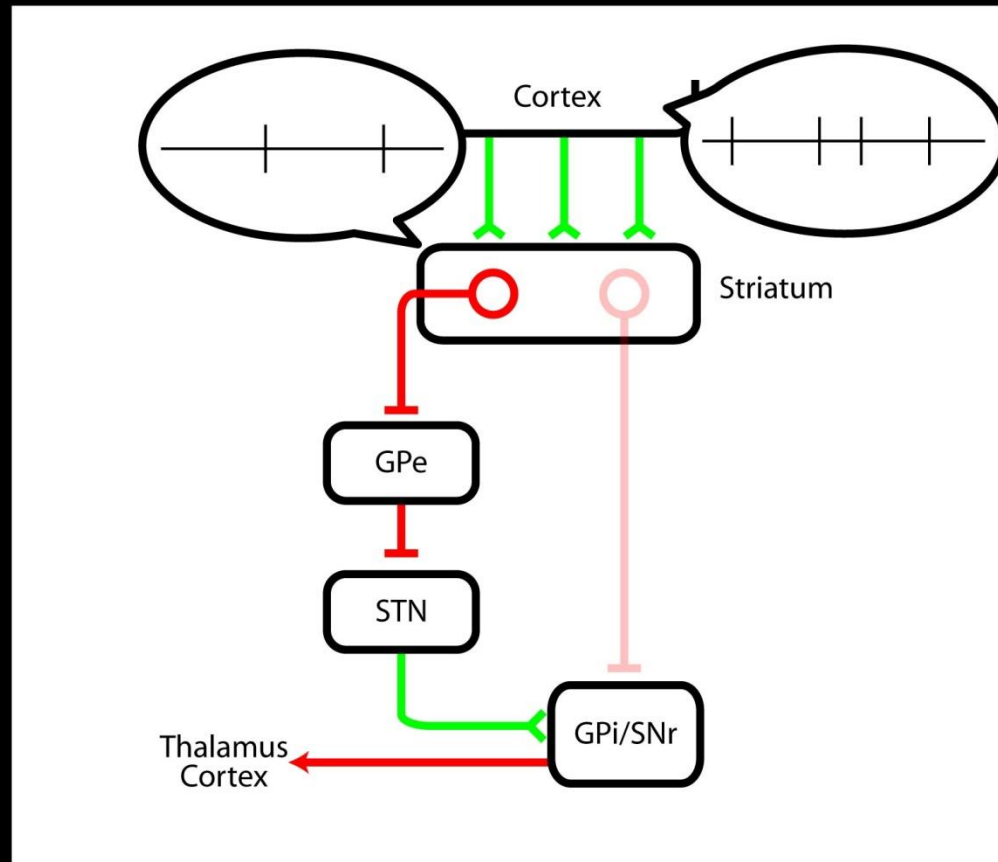 Cortex
Striatum
GPe
STN
GPi/SNr
Thalamus
Cortex